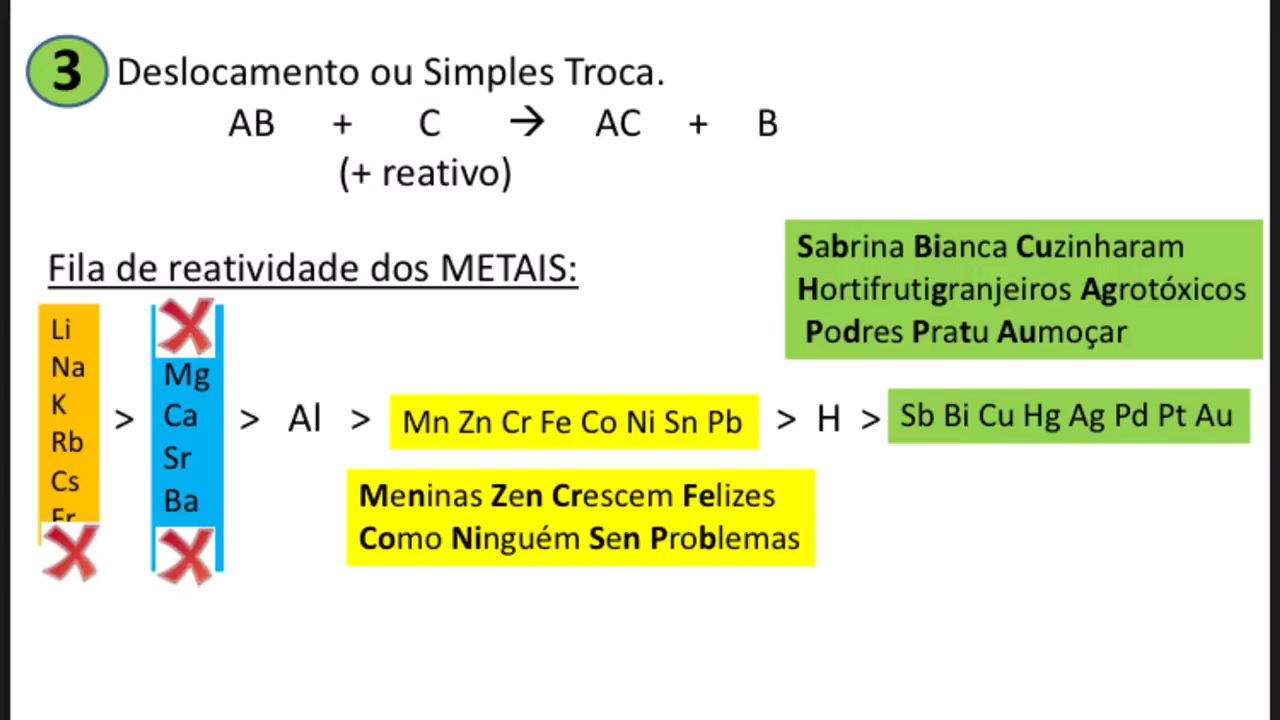 3 Deslocamento ou Simples Troca.
AB + C → AC + B
(+ reativo)
Sabrina Bianca Cuzinharam
Hortifrutigranjeiros Agrotóxicos
Podres Pratu Aumoçar
Fila de reatividade dos METAIS:
Li
Na
K
Rb
Cs
Fr
>
Mg
Ca
Sr
Ba
> Al > Mn Zn Cr Fe Co Ni Sn Pb > H > Sb Bi Cu Hg Ag Pd Pt Au
Meninas Zen Crescem Felizes
Como Ninguém Sen Problemas